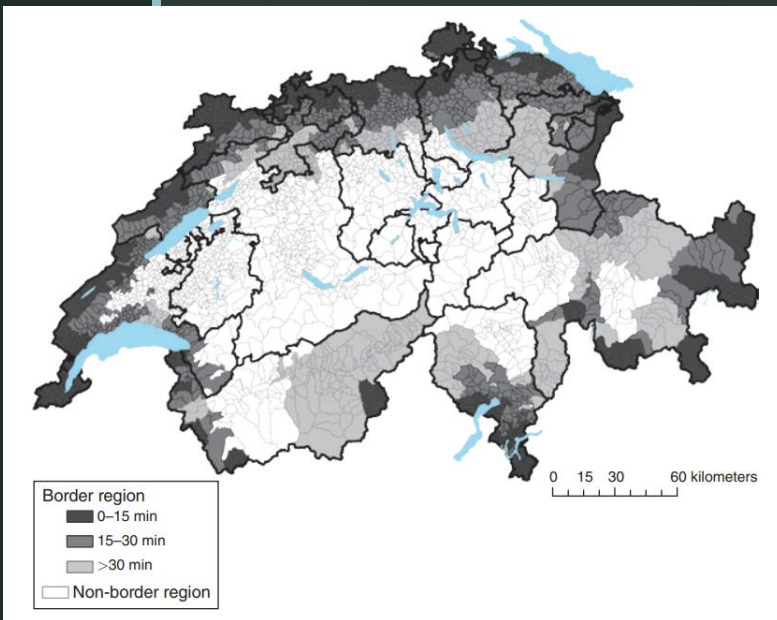 0 15 30 60 kilometers
Border region
0–15 min
15–30 min
>30 min
Non-border region